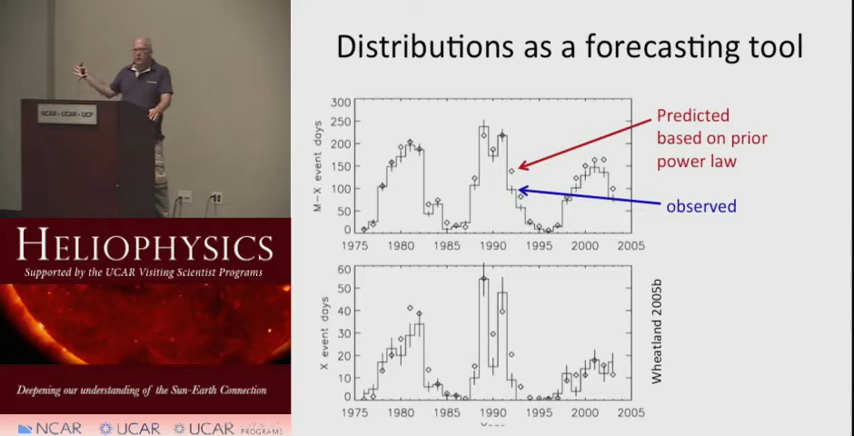 Distributions as a forecasting tool
UCAR · UCAR · UCP
HELIOPHYSICS
Supported by the UCAR Visiting Scientist Programs
Deepening our understanding of the Sun-Earth Connection
NCAR UCAR UCAR PROGRAMS
M-X event days
300
250
200
150
100
50
0
1975 1980 1985 1990 1995 2000 2005
Predicted
based on prior
power law
observed
X event days
60
50
40
30
20
10
0
1975 1980 1985 1990 1995 2000 2005
Year
Wheatland 2005b